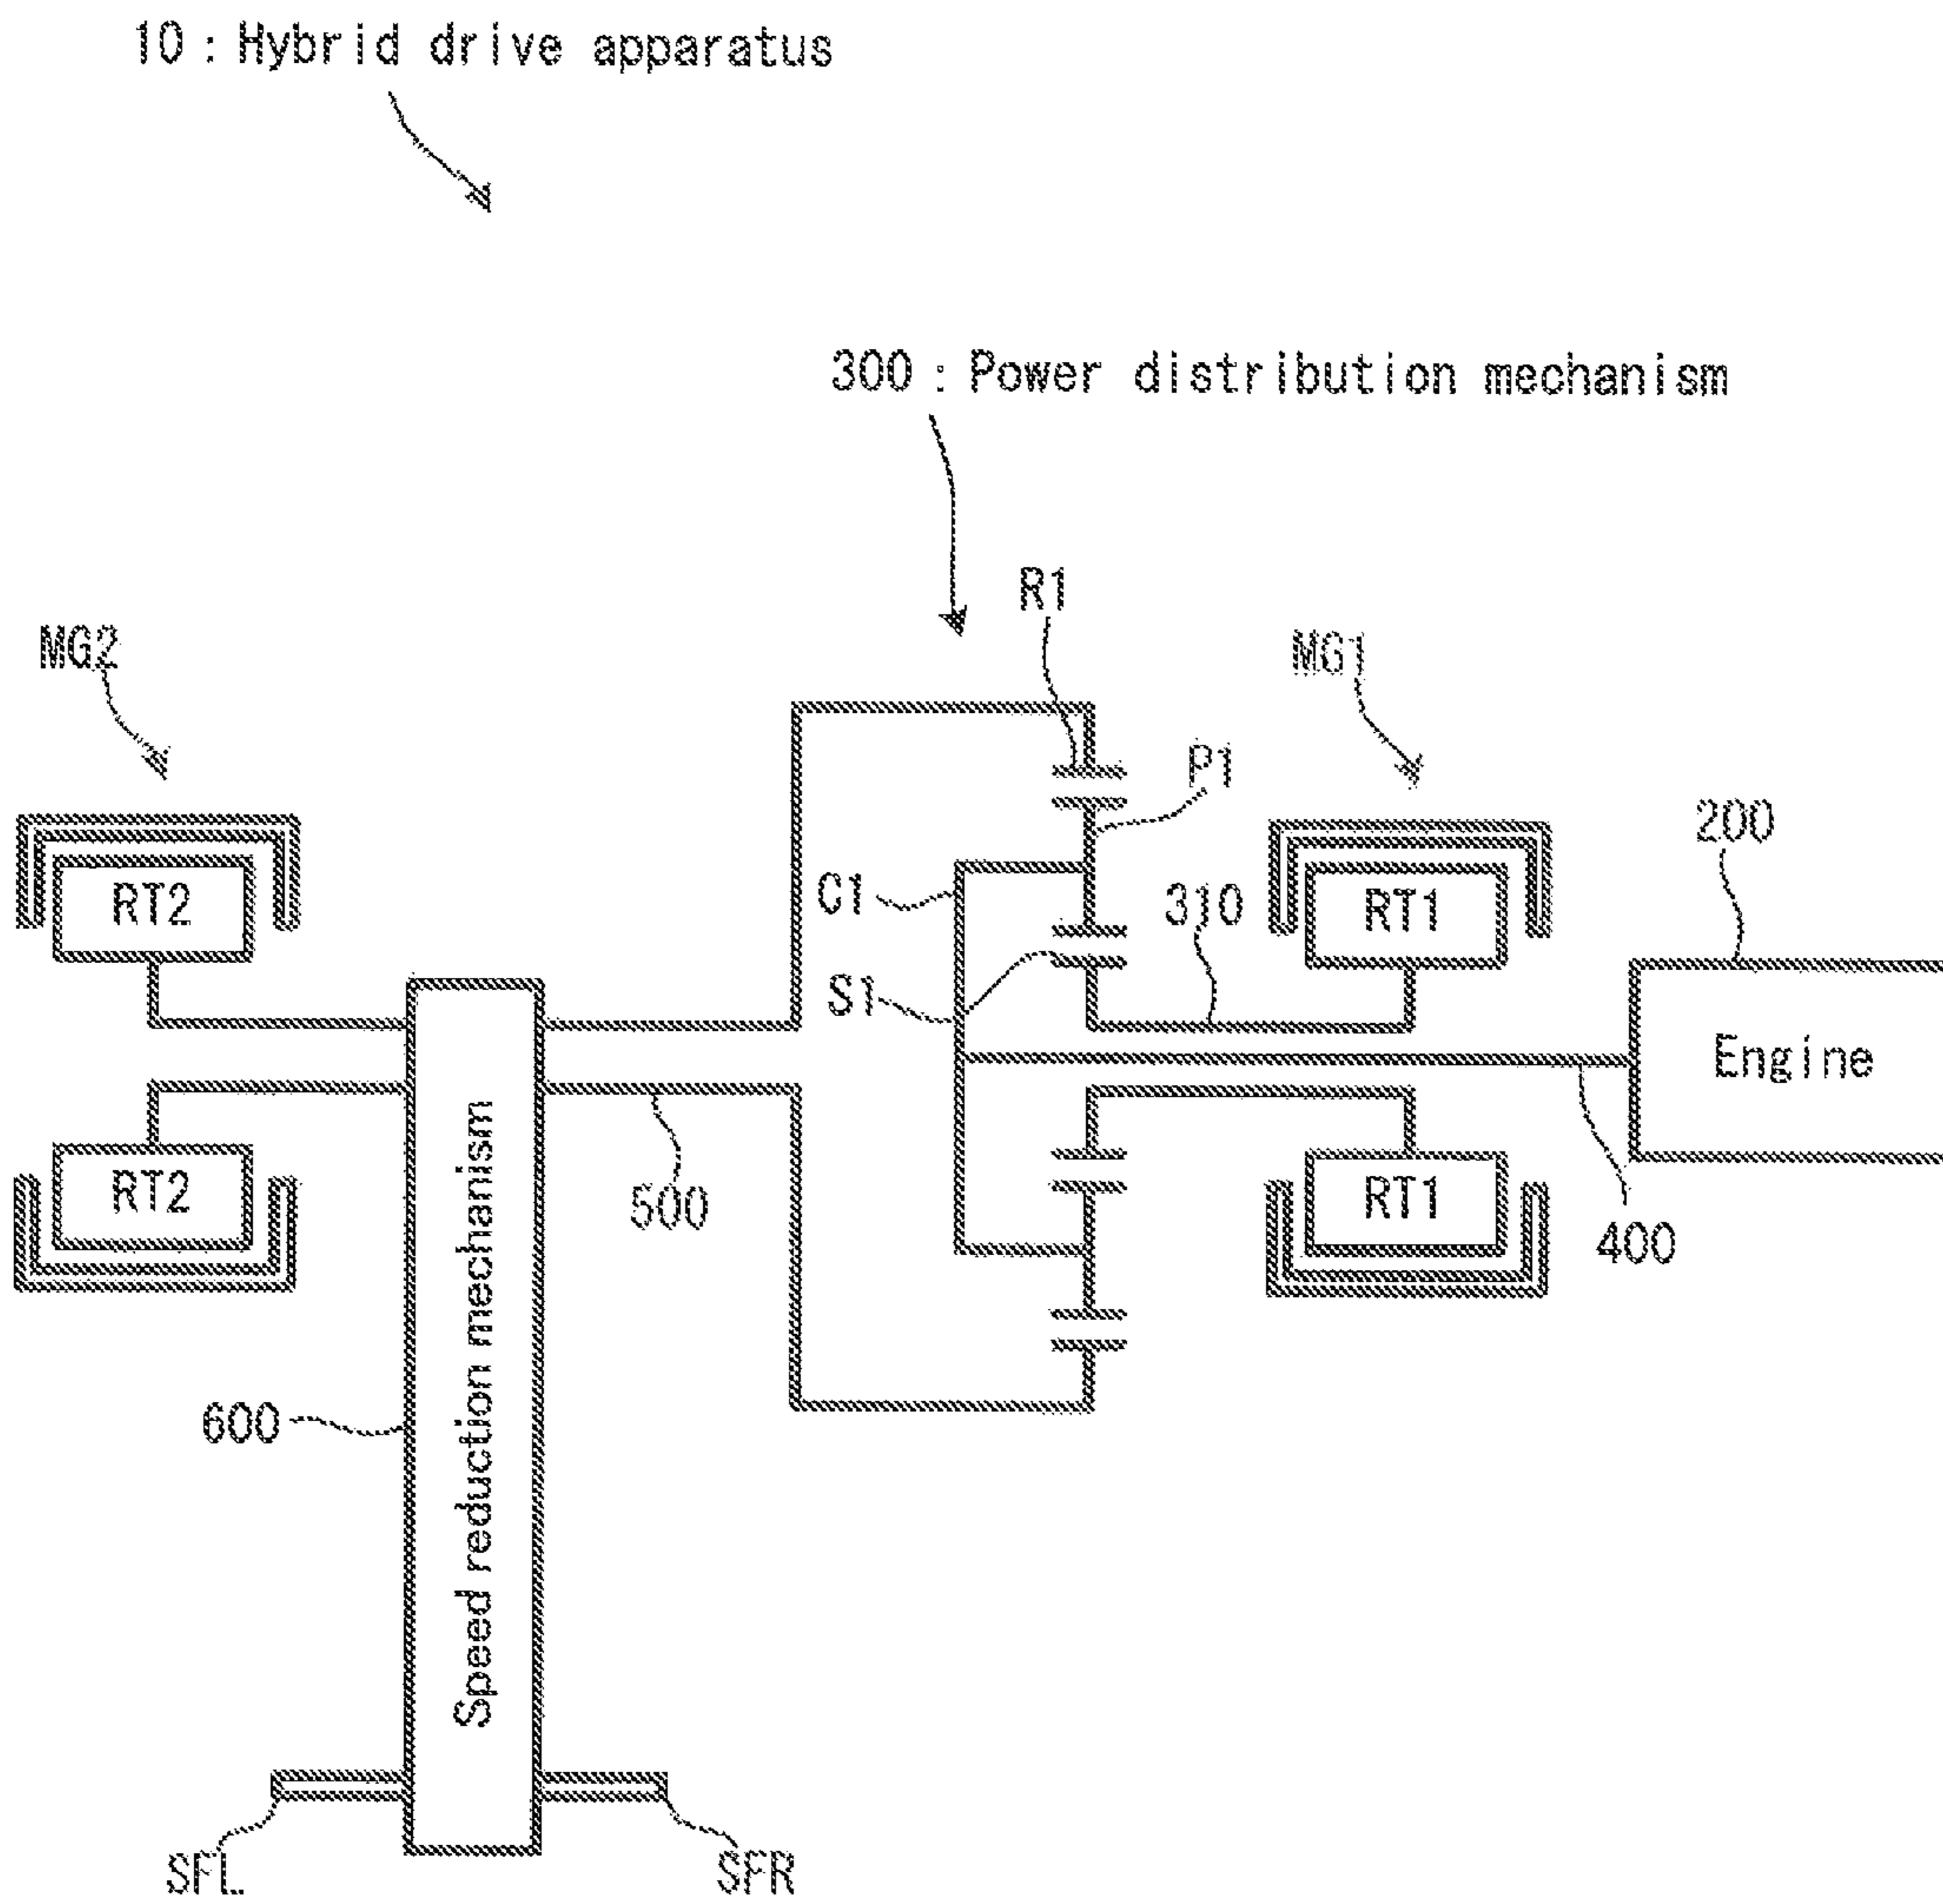 10 : Hybrid drive apparatus
300 : Power distribution mechanism
R1
MG2
MG1
P1
200
RT2
C1
310
RT1
S1
Engine
Speed reduction mechanism
RT2
500
RT1
400
600
SFL
SFR